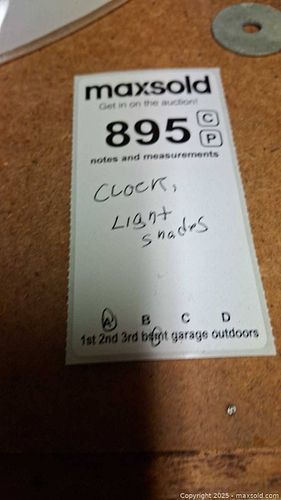 maxsold
Get in on the auction!
895 C
P
notes and measurements
CLOCK,
LIGHT
shades
A B C D
1st 2nd 3rd bsmt garage outdoors
Copyright 2025 - maxsold.com